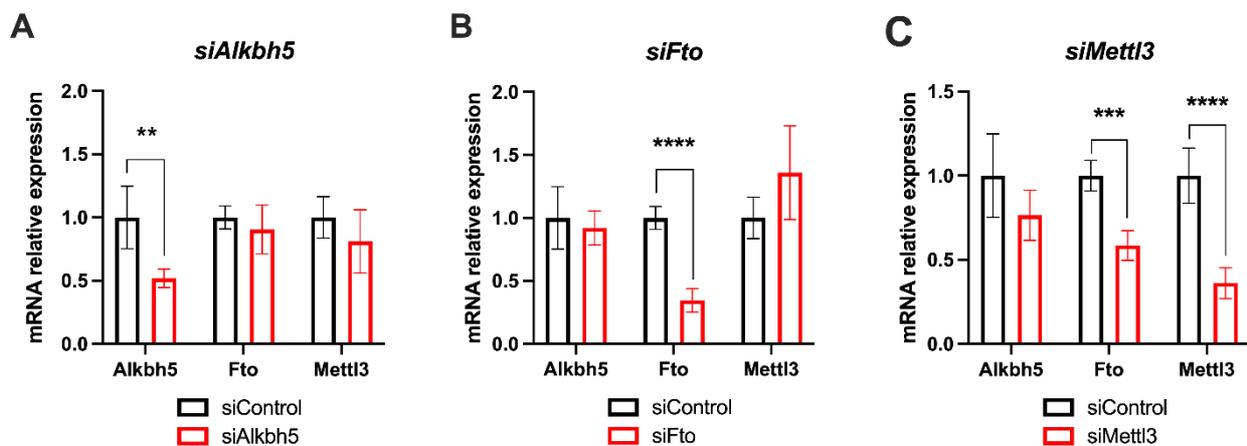 A
siAlkbh5
mRNA relative expression
2.0
1.5
1.0
0.5
0.0
**
Alkbh5 Fto Mettl3
siControl
siAlkbh5
B
siFto
mRNA relative expression
2.0
1.5
1.0
0.5
0.0
****
Alkbh5 Fto Mettl3
siControl
siFto
C
siMettl3
mRNA relative expression
1.5
1.0
0.5
0.0
***
****
Alkbh5 Fto Mettl3
siControl
siMettl3